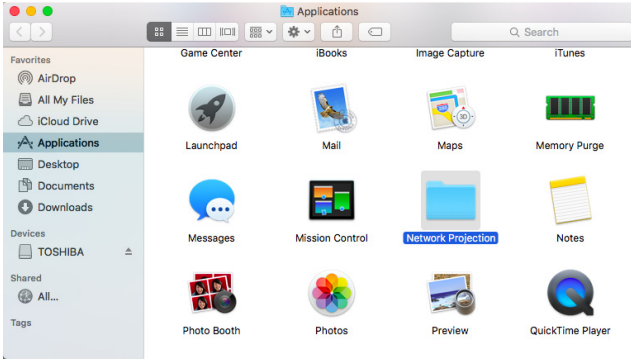 Applications
Search
Favorites
AirDrop
All My Files
iCloud Drive
Applications
Desktop
Documents
Downloads
Devices
TOSHIBA
Shared
All...
Tags
Game Center iBooks Image Capture iTunes
Launchpad Mail Maps Memory Purge
Messages Mission Control Network Projection Notes
Photo Booth Photos Preview QuickTime Player
3D